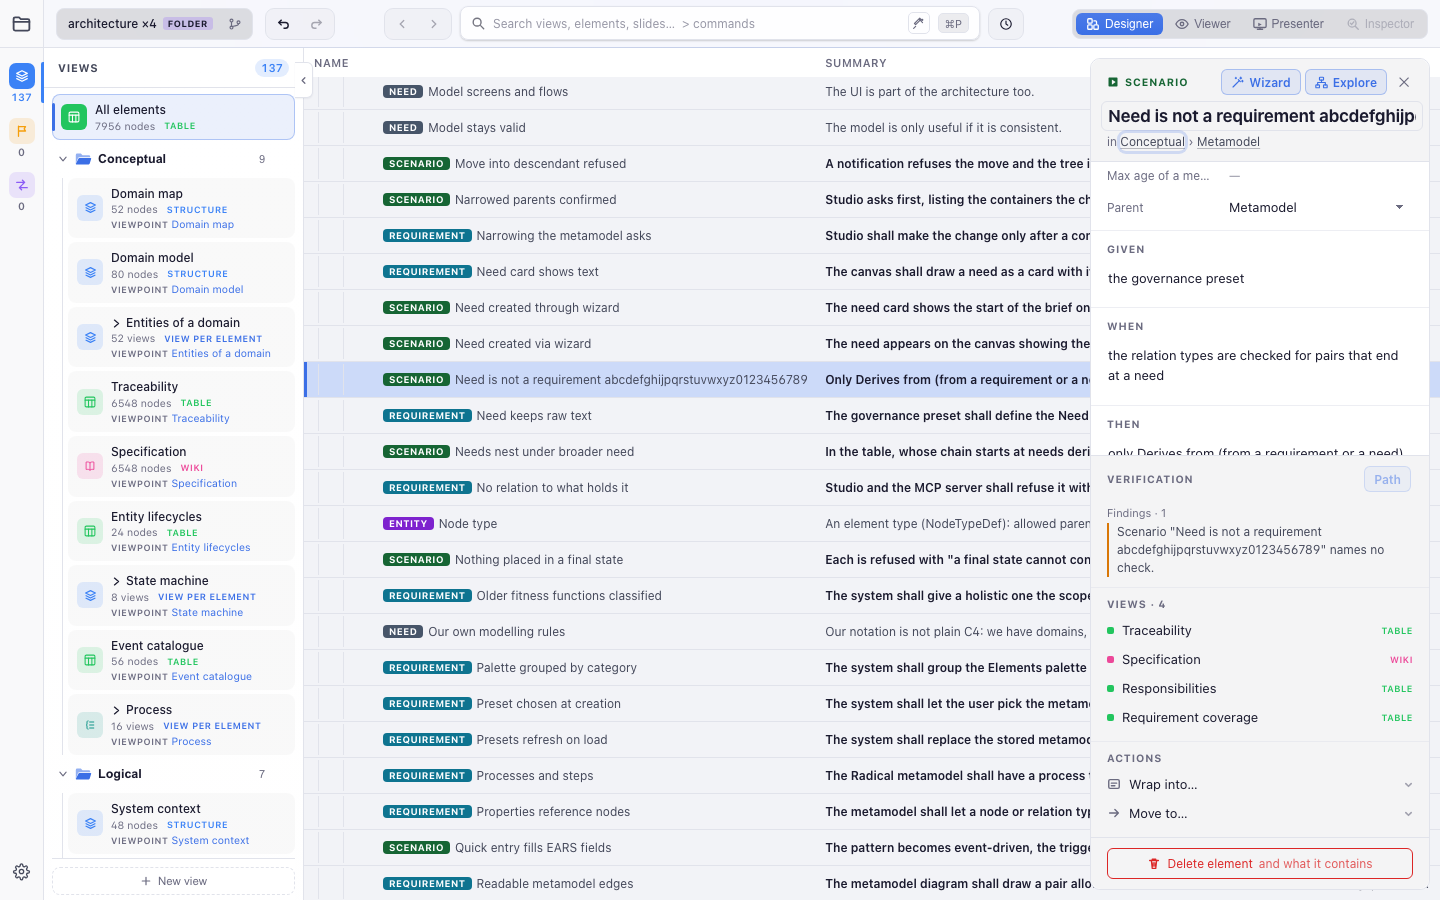 architecture ×4 FOLDER
Search views, elements, slides... > commands
⌘P
Designer
Viewer
Presenter
Inspector
137
0
0
VIEWS 137
All elements
7956 nodes TABLE
Conceptual 9
Domain map
52 nodes STRUCTURE
VIEWPOINT Domain map
Domain model
80 nodes STRUCTURE
VIEWPOINT Domain model
Entities of a domain
52 views VIEW PER ELEMENT
VIEWPOINT Entities of a domain
Traceability
6548 nodes TABLE
VIEWPOINT Traceability
Specification
6548 nodes WIKI
VIEWPOINT Specification
Entity lifecycles
24 nodes TABLE
VIEWPOINT Entity lifecycles
State machine
8 views VIEW PER ELEMENT
VIEWPOINT State machine
Event catalogue
56 nodes TABLE
VIEWPOINT Event catalogue
Process
16 views VIEW PER ELEMENT
VIEWPOINT Process
Logical 7
System context
48 nodes STRUCTURE
VIEWPOINT System context
+ New view
NAME SUMMARY
NEED Model screens and flows The UI is part of the architecture too.
NEED Model stays valid The model is only useful if it is consistent.
SCENARIO Move into descendant refused A notification refuses the move and the tree
SCENARIO Narrowed parents confirmed Studio asks first, listing the containers the
REQUIREMENT Narrowing the metamodel asks Studio shall make the change only after a
REQUIREMENT Need card shows text The canvas shall draw a need as a card with
SCENARIO Need created through wizard The need card shows the start of the brief on
SCENARIO Need created via wizard The need appears on the canvas showing the
SCENARIO Need is not a requirement abcdefghijpqrstuvwxyz0123456789 Only Derives from (from a requirement or a
REQUIREMENT Need keeps raw text The governance preset shall define the Need
SCENARIO Needs nest under broader need In the table, whose chain starts at needs
REQUIREMENT No relation to what holds it Studio and the MCP server shall refuse it
ENTITY Node type An element type (NodeTypeDef): allowed
SCENARIO Nothing placed in a final state Each is refused with "a final state cannot
REQUIREMENT Older fitness functions classified The system shall give a holistic one the
NEED Our own modelling rules Our notation is not plain C4: we have domains,
REQUIREMENT Palette grouped by category The system shall group the Elements palette
REQUIREMENT Preset chosen at creation The system shall let the user pick the
REQUIREMENT Presets refresh on load The system shall replace the stored
REQUIREMENT Processes and steps The Radical metamodel shall have a process
REQUIREMENT Properties reference nodes The metamodel shall let a node or relation
SCENARIO Quick entry fills EARS fields The pattern becomes event-driven, the
REQUIREMENT Readable metamodel edges The metamodel diagram shall draw a pair
SCENARIO
Wizard
Explore
Need is not a requirement abcdefghijp
in Conceptual › Metamodel
Max age of a me... —
Parent Metamodel
GIVEN
the governance preset
WHEN
the relation types are checked for pairs that end
at a need
THEN
only Derives from (from a requirement or a need)
VERIFICATION Path
Findings · 1
Scenario "Need is not a requirement
abcdefghijpqrstuvwxyz0123456789" names no
check.
VIEWS · 4
Traceability TABLE
Specification WIKI
Responsibilities TABLE
Requirement coverage TABLE
ACTIONS
Wrap into...
Move to...
Delete element and what it contains